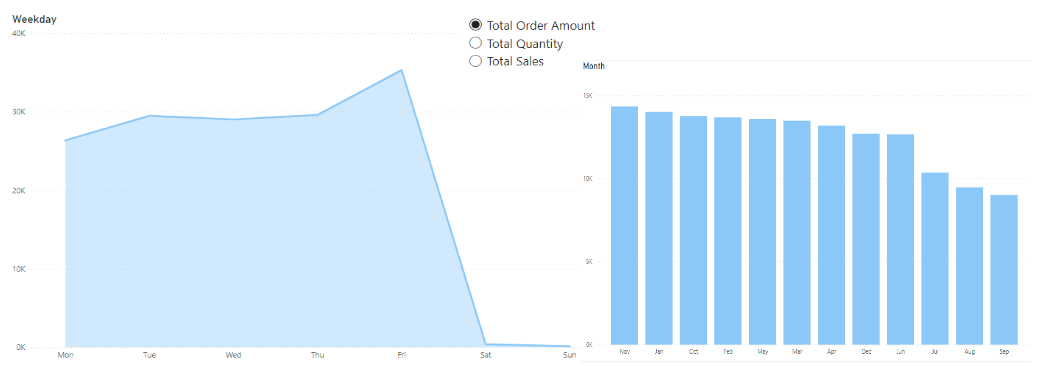 Weekday
40K
30K
20K
10K
0K
Mon Tue Wed Thu Fri Sat Sun
Total Order Amount
Total Quantity
Total Sales
Month
15K
10K
5K
0K
Nov Jan Oct Feb May Mar Apr Dec Jun Jul Aug Sep